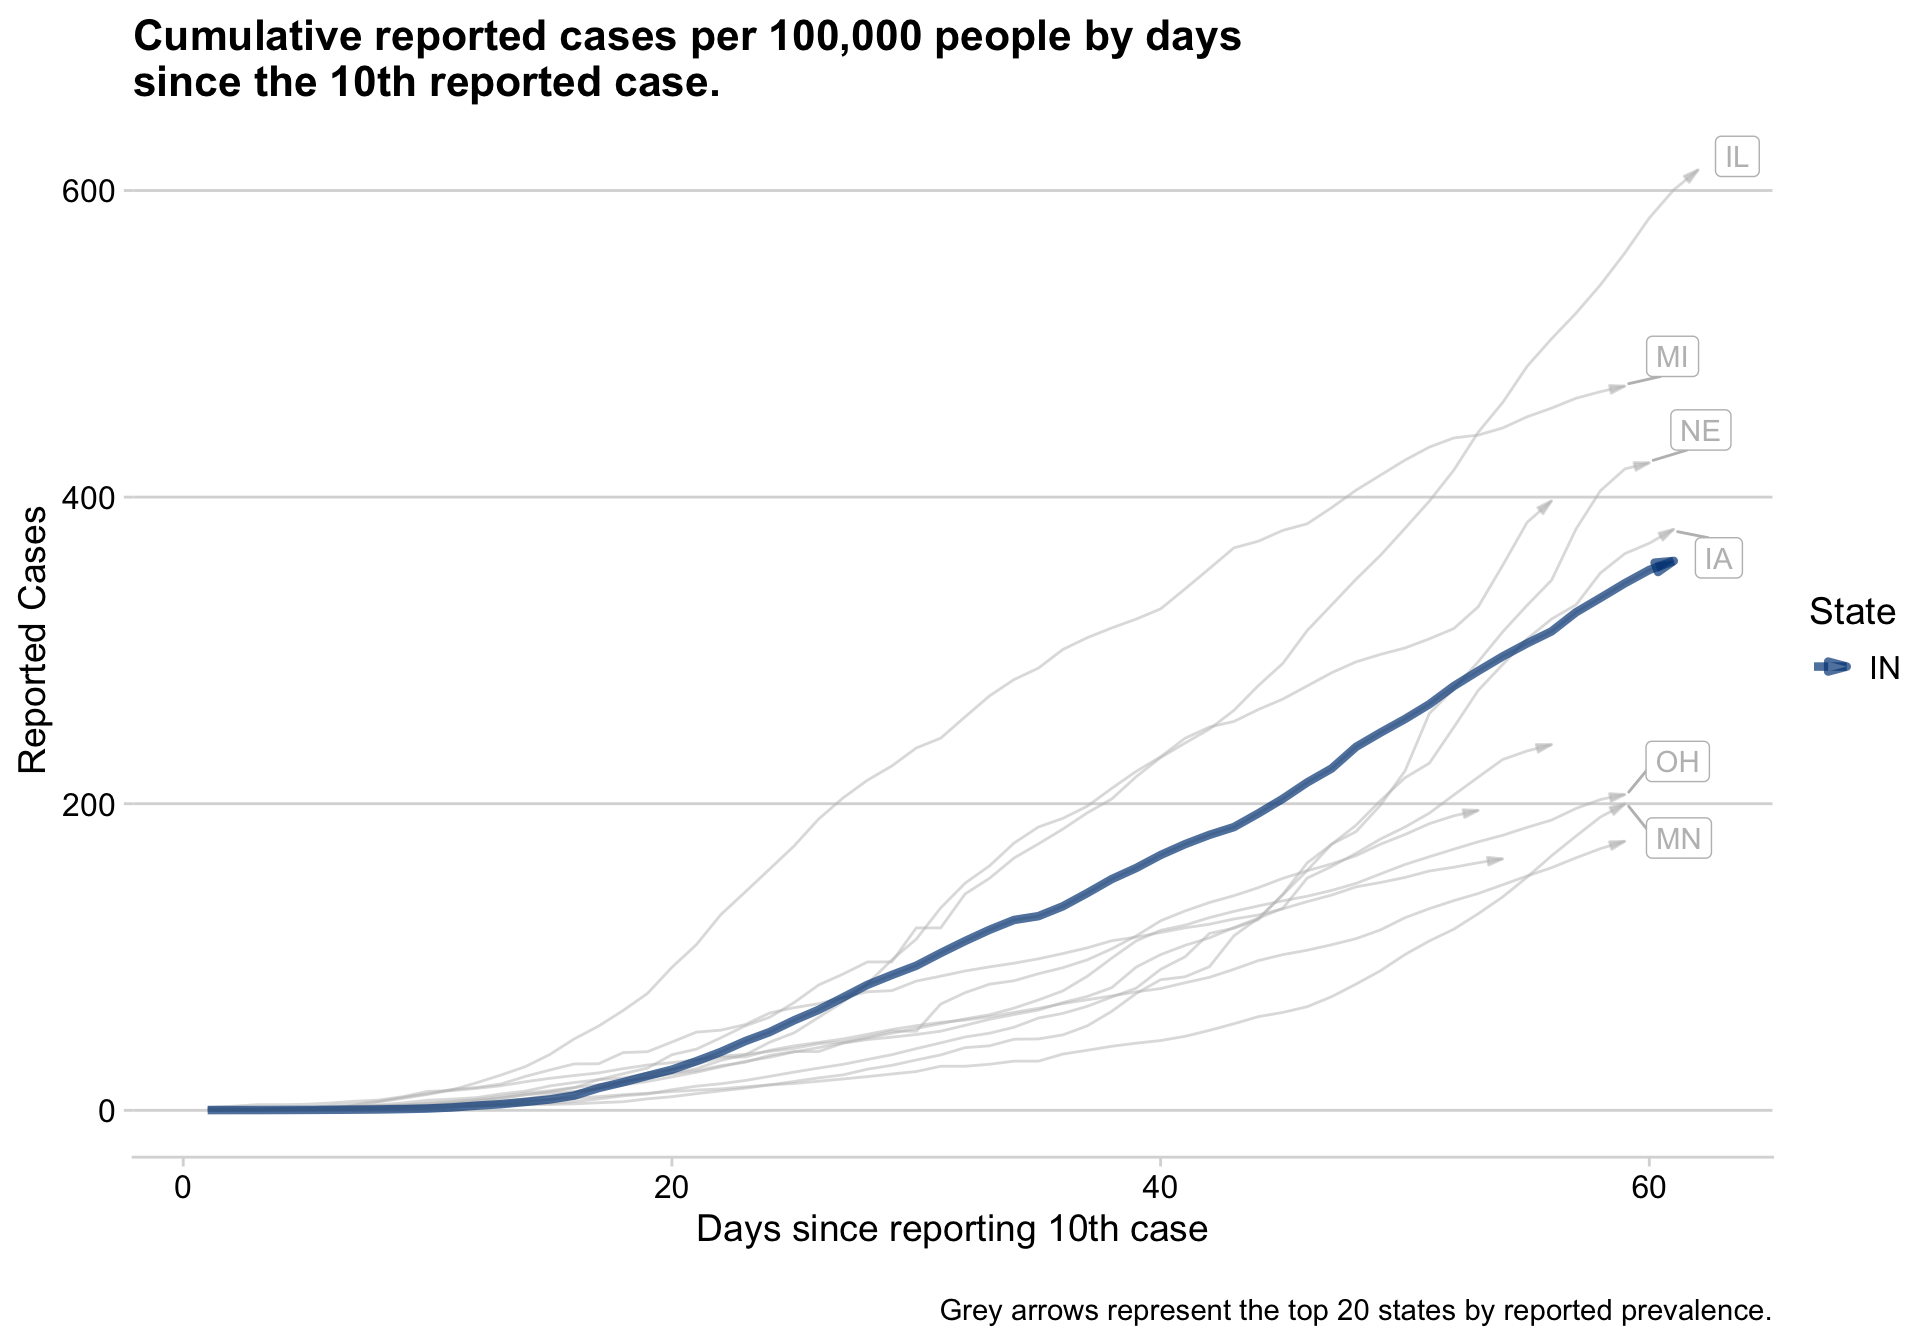 Cumulative reported cases per 100,000 people by days
since the 10th reported case.
IL
600
MI
NE
400
IA
Reported Cases
State
IN
OH
200
MN
0
0 20 40 60
Days since reporting 10th case
Grey arrows represent the top 20 states by reported prevalence.